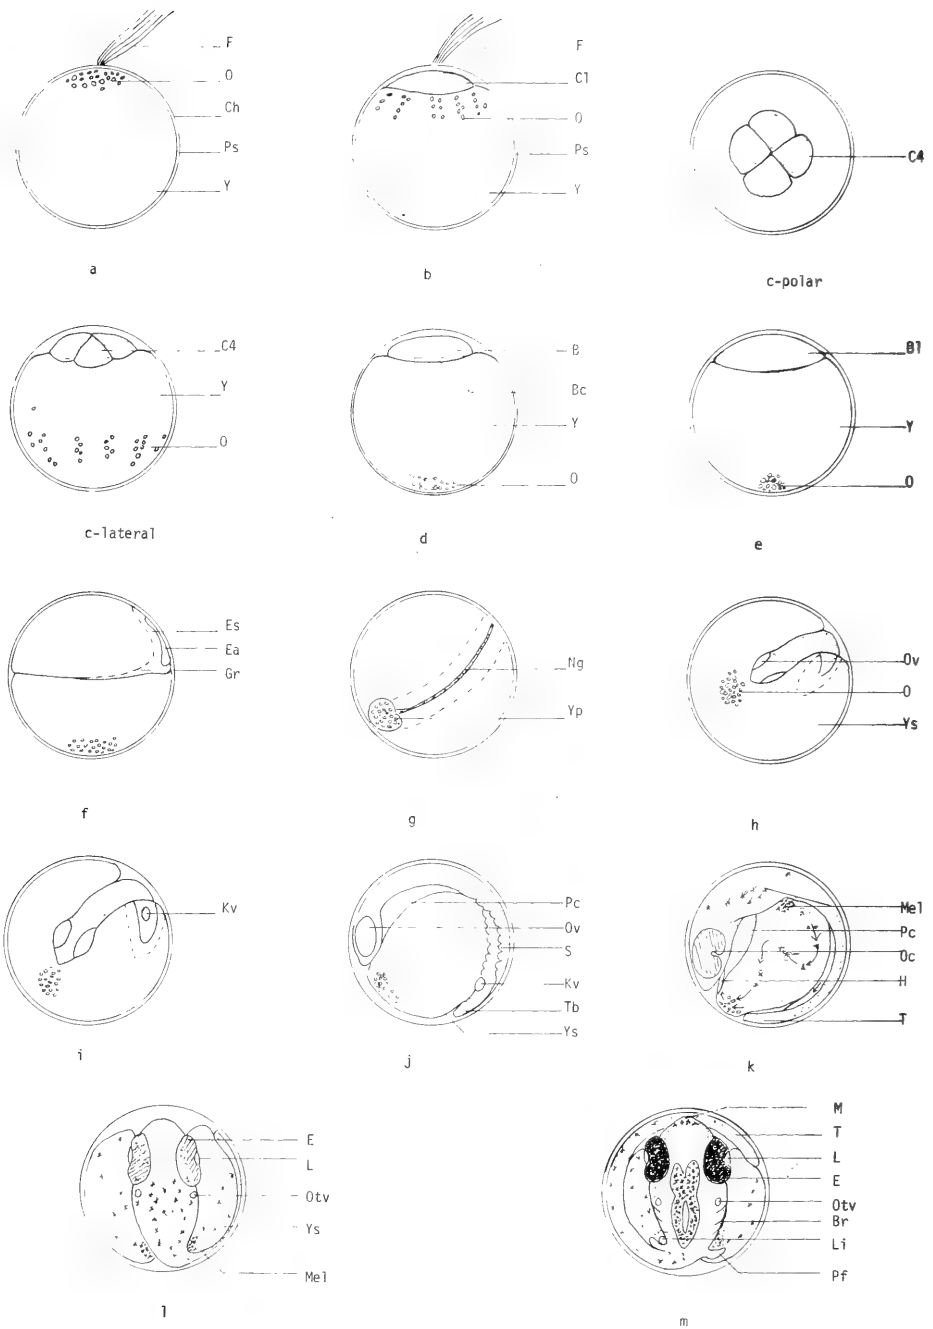 F
O
Ch
Ps
Y
a
F
Cl
O
Ps
Y
b
C4
c-polar
C4
Y
O
c-lateral
B
Bc
Y
O
d
Bl
Y
O
e
Es
Ea
Gr
f
Ng
Yp
g
Ov
O
Ys
h
Kv
i
Pc
Ov
S
Kv
Tb
Ys
j
Mel
Pc
Oc
H
T
k
E
L
Otv
Ys
Mel
l
M
T
L
E
Otv
Br
Li
Pf
m